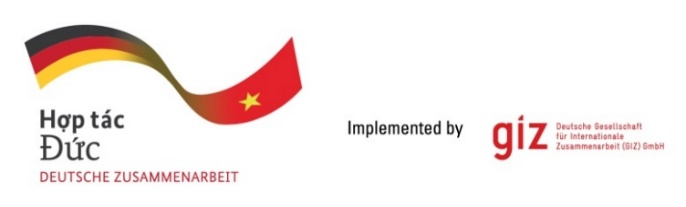 Hợp tác
Đức
DEUTSCHE ZUSAMMENARBEIT
Implemented by
giz
Deutsche Gesellschaft
für Internationale
Zusammenarbeit (GIZ) GmbH